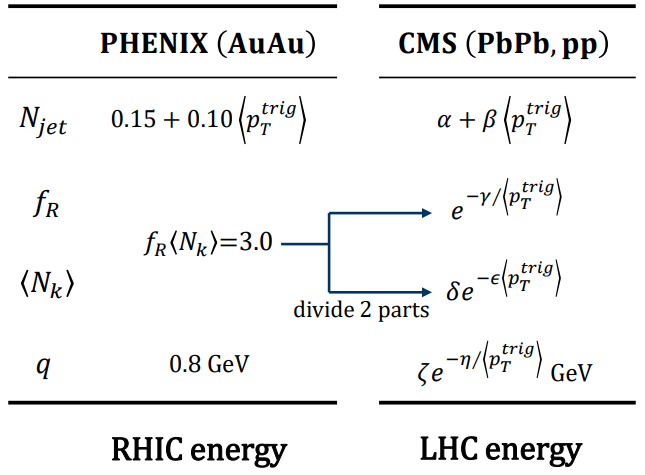 PHENIX (AuAu) CMS (PbPb, pp)
N_jet 0.15 + 0.10⟨p_T^trig⟩ α + β⟨p_T^trig⟩
f_R e^{-γ/⟨p_T^trig⟩}
f_R⟨N_k⟩=3.0
⟨N_k⟩ δe^{-ϵ⟨p_T^trig⟩}
divide 2 parts
q 0.8 GeV ζe^{-η/⟨p_T^trig⟩} GeV
RHIC energy LHC energy